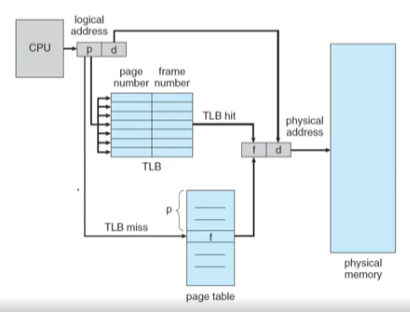 logical
address
CPU
p d
page frame
number number
TLB hit
physical
address
f d
TLB
p
TLB miss
f
physical
memory
page table